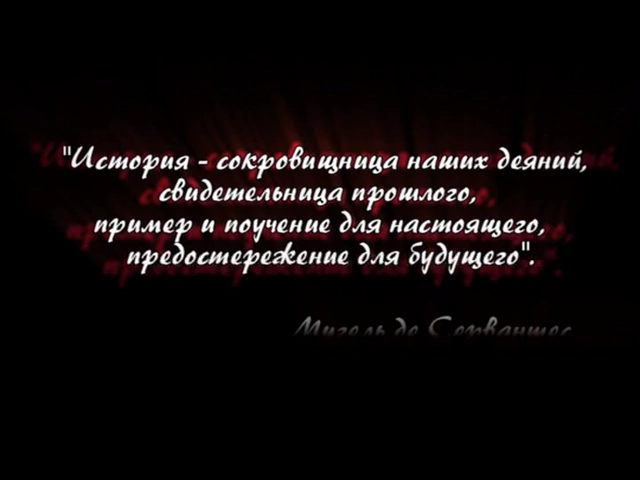 "История - сокровищница наших деяний,
свидетельница прошлого,
пример и поучение для настоящего,
предостережение для будущего".
Мигель де Сервантес